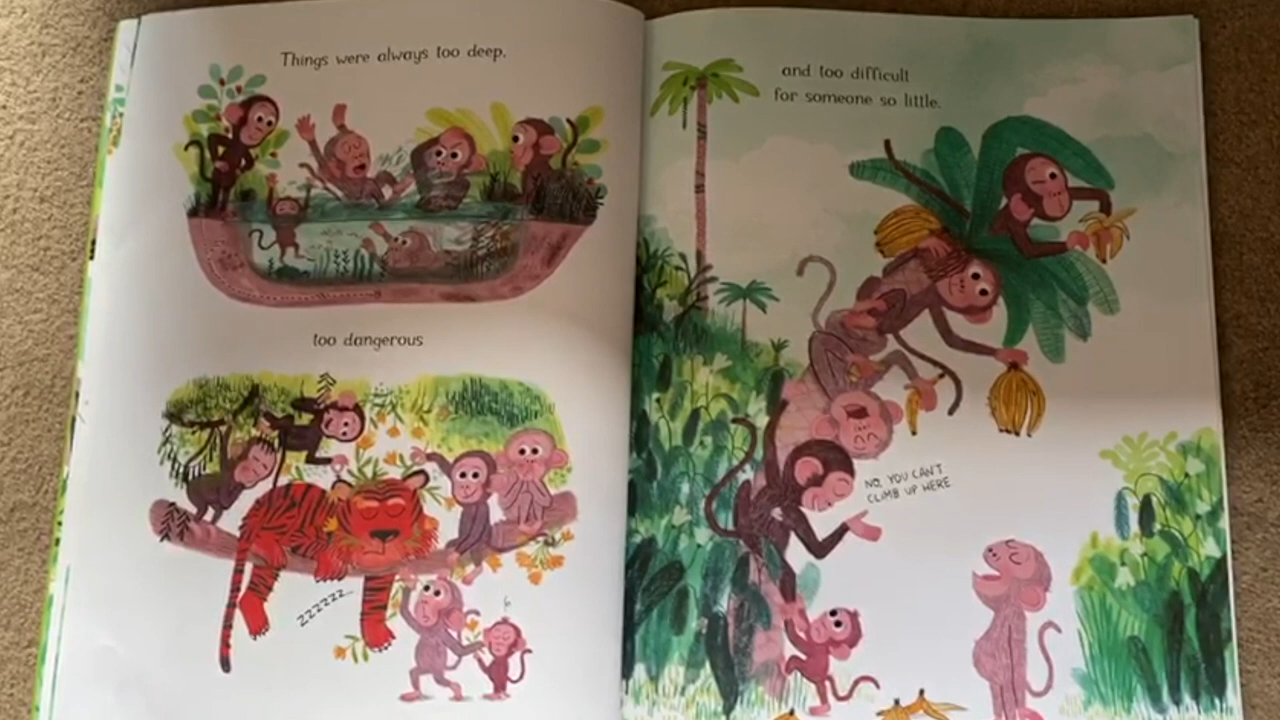 Things were always too deep,
too dangerous
zzzzzz...
and too difficult
for someone so little.
NO, YOU CAN'T
CLIMB UP HERE.